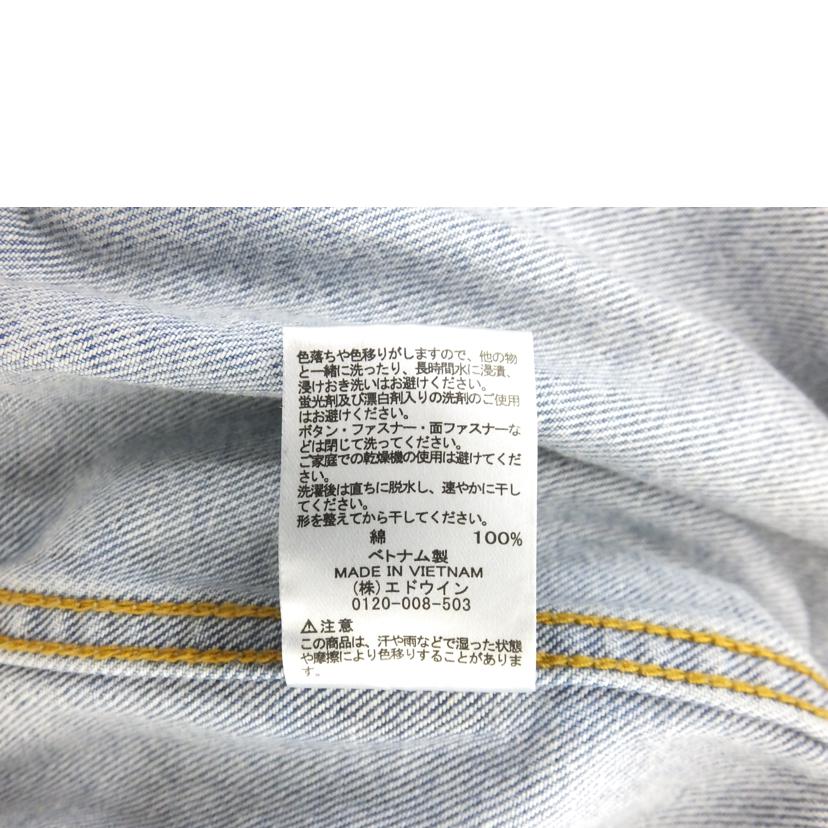 色落ちや色移りがしますので、他の物
と一緒に洗ったり、長時間水に浸漬、
浸けおき洗いはお避けください。
蛍光剤及び漂白剤入りの洗剤のご使用
はお避けください。
ボタン・ファスナー・面ファスナーな
どは閉じて洗ってください。
ご家庭での乾燥機の使用は避けてくだ
さい。
洗濯後は直ちに脱水し、速やかに干し
てください。
形を整えてから干してください。
綿 100%
ベトナム製
MADE IN VIETNAM
(株)エドウイン
0120-008-503
⚠注意
この商品は、汗や雨などで湿った状態
や摩擦により色移りすることがありま
す。